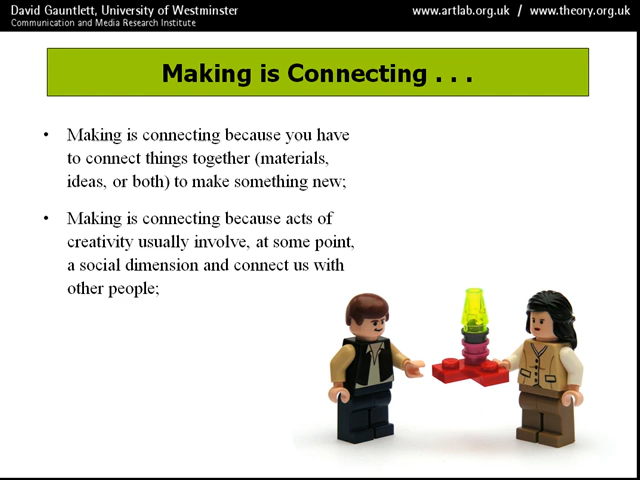 David Gauntlett, University of Westminster
www.artlab.org.uk / www.theory.org.uk
Communication and Media Research Institute
Making is Connecting . . .
• Making is connecting because you have
to connect things together (materials,
ideas, or both) to make something new;
• Making is connecting because acts of
creativity usually involve, at some point,
a social dimension and connect us with
other people;